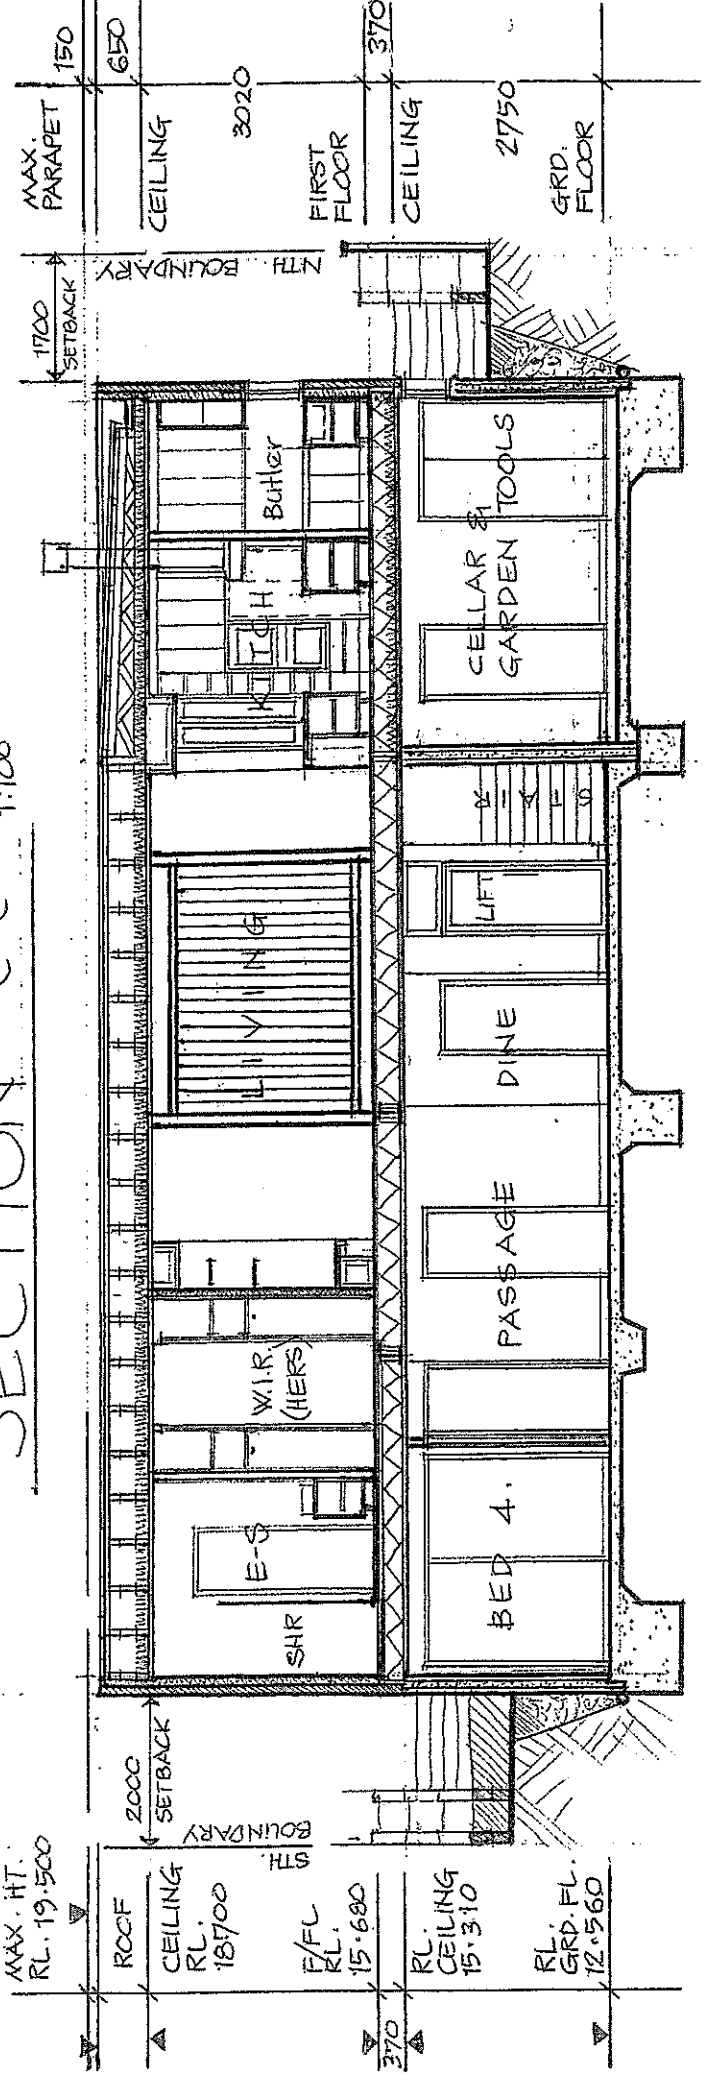 SECTION C-C 1:100
MAX. HT.
RL. 19.500
ROOF
CEILING
RL.
18.700
F/FL
RL.
15.680
370
RL.
CEILING
15.310
RL.
GRD. FL.
12.560
2000
SETBACK
STH.
BOUNDARY
SHR
E-S
W.I.R.
(HERS)
LIVING
KITCH
Butler
BED 4.
PASSAGE
DINE
LIFT
STAIR
CELLAR &
GARDEN TOOLS
1700
SETBACK
NTH BOUNDARY
MAX.
PARAPET
150
650
CEILING
3020
FIRST
FLOOR
370
CEILING
2750
GRD.
FLOOR